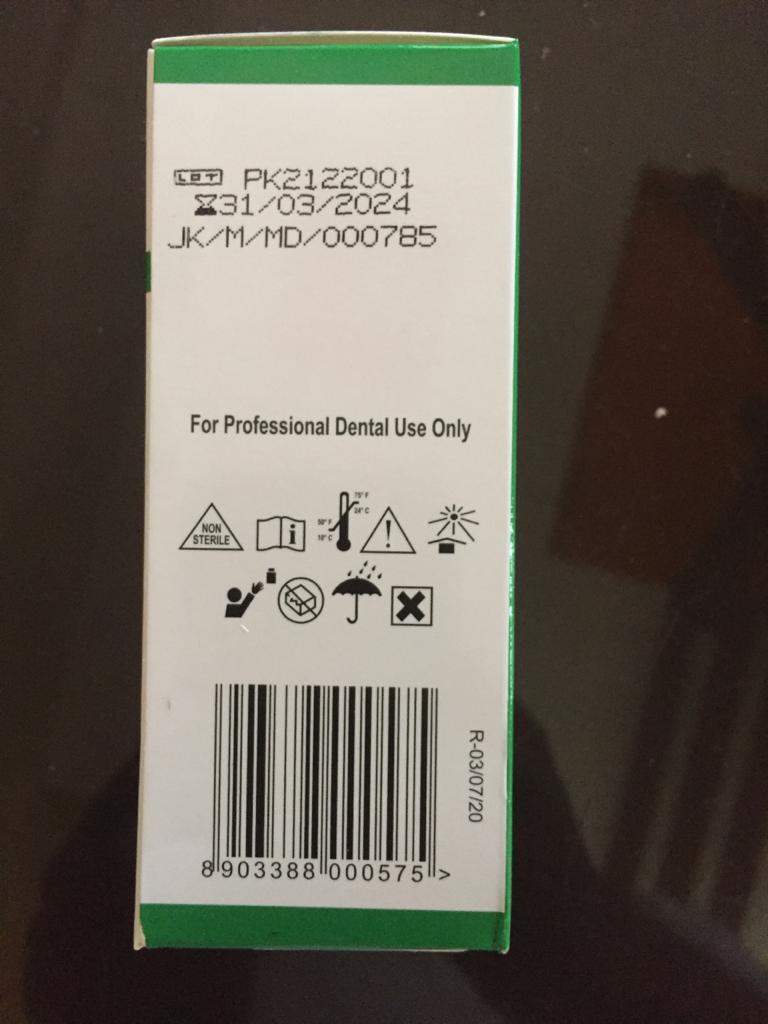 LOT PK2122001
31/03/2024
JK/M/MD/000785
For Professional Dental Use Only
NON
STERILE
i
75° F
24° C
50° F
10° C
!
R-03/07/20
8 903388 000575 >